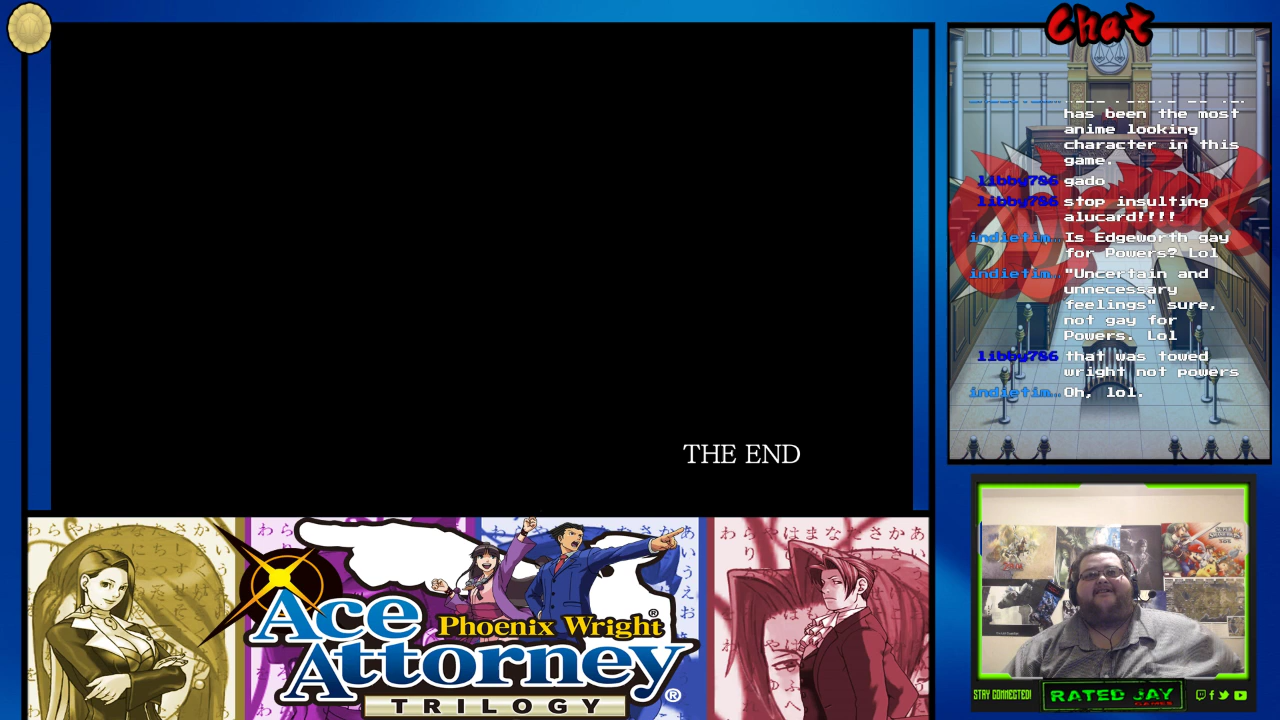 Chat
has been the most
anime looking
character in this
game.
libby786 gado
libby786 stop insulting
alucard!!!!
indietim… Is Edgeworth gay
for Powers? Lol
indietim… "Uncertain and
unnecessary
feelings" sure,
not gay for
Powers. Lol
libby786 that was towed
wright not powers
indietim… Oh, lol.
THE END
Phoenix Wright
Ace
Attorney
TRILOGY
STAY CONNECTED!
RATED JAY
GAMES